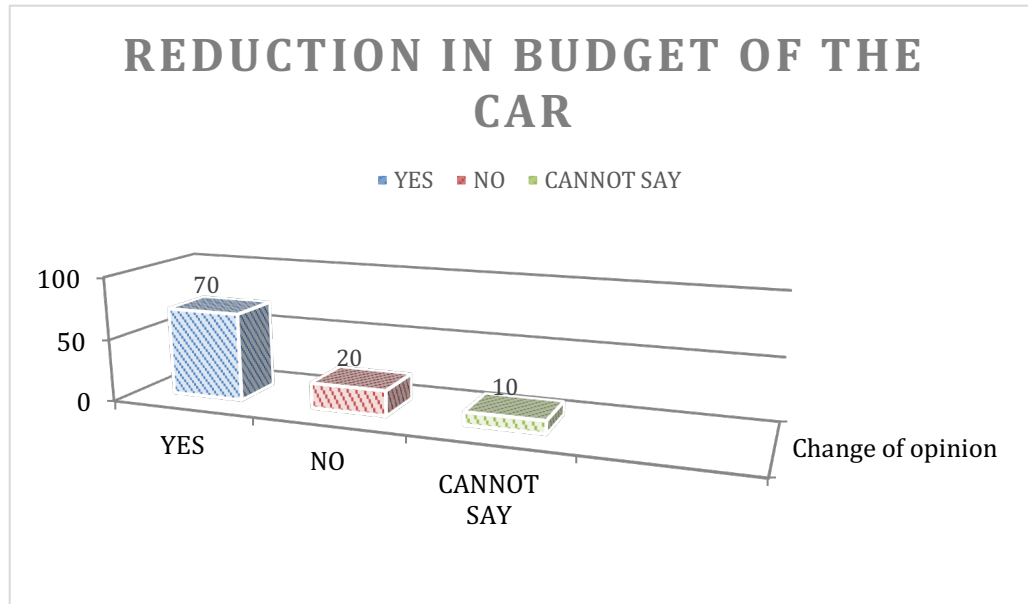 REDUCTION IN BUDGET OF THE
CAR
YES NO CANNOT SAY
100
50
0
70
20
10
YES
NO
CANNOT
SAY
Change of opinion